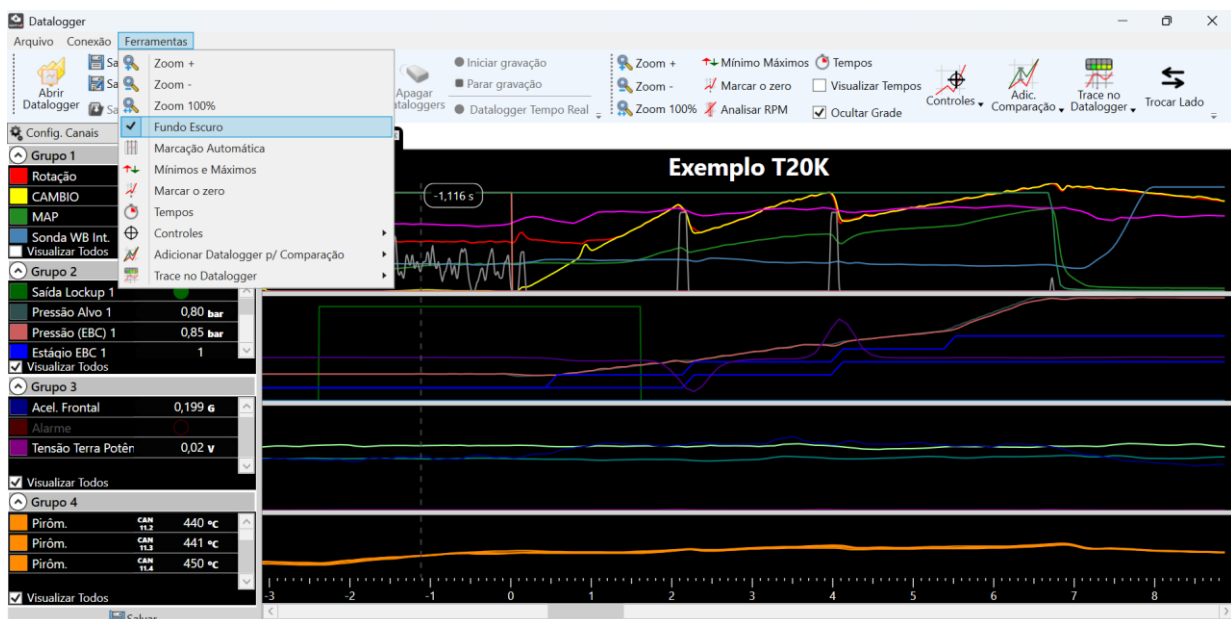 Datalogger
Arquivo Conexão Ferramentas
Abrir Datalogger
Zoom +
Zoom -
Zoom 100%
Fundo Escuro
Marcação Automática
Mínimos e Máximos
Marcar o zero
Tempos
Controles
Adicionar Datalogger p/ Comparação
Trace no Datalogger
Apagar
Iniciar gravação
Parar gravação
Datalogger Tempo Real
Zoom +
Zoom -
Zoom 100%
Mínimo Máximos
Marcar o zero
Analisar RPM
Tempos
Visualizar Tempos
Ocultar Grade
Controles
Adic. Comparação
Trace no Datalogger
Trocar Lado
Config. Canais
Grupo 1
Rotação
CAMBIO
MAP
Sonda WB Int.
Visualizar Todos
Grupo 2
Saída Lockup 1
Pressão Alvo 1 0,80 bar
Pressão (EBC) 1 0,85 bar
Estágio EBC 1 1
Visualizar Todos
Grupo 3
Acel. Frontal 0,199 G
Alarme
Tensão Terra Potên 0,02 V
Visualizar Todos
Grupo 4
Pirôm. CAN 11.2 440 ºC
Pirôm. CAN 11.3 441 ºC
Pirôm. CAN 11.4 450 ºC
Visualizar Todos
Salvar
Exemplo T20K
-1,116 s
-3 -2 -1 0 1 2 3 4 5 6 7 8